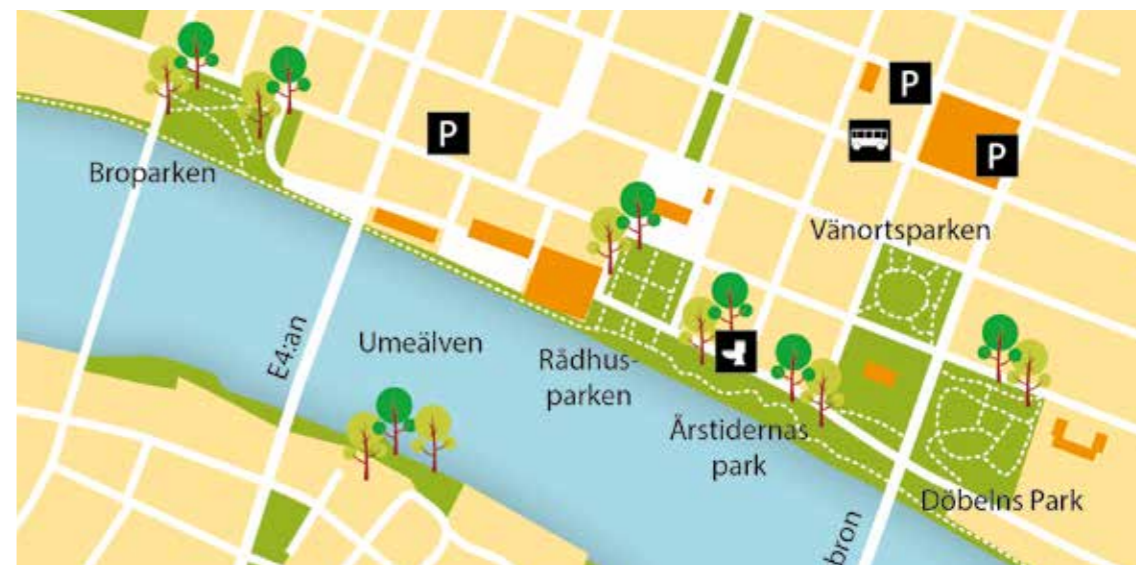 P
P
P
Broparken
Vänortsparken
E4:an
Umeälven
Rådhus-
parken
Årstidernas
park
Döbelns Park
bron